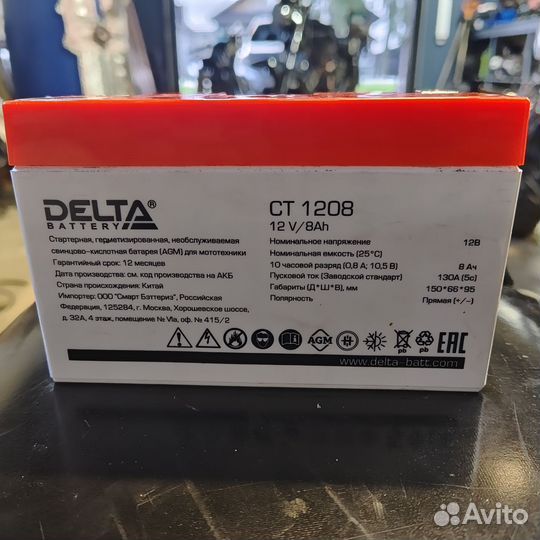 DELTA®
BATTERY
Стартерная, герметизированная, необслуживаемая
свинцово-кислотная батарея (AGM) для мототехники
Гарантийный срок: 12 месяцев
Дата производства: см. код производства на АКБ
Страна происхождения: Китай
Импортер: ООО "Смарт Бэттериз", Российская
Федерация, 125284, г. Москва, Хорошевское шоссе,
д. 32А, 4 этаж, помещение № VIа, оф. № 415/2
CT 1208
12 V/8Ah
Номинальное напряжение 12В
Номинальная емкость (25°C)
10 часовой разряд (0,8 А; 10,5 В) 8 Ач
Пусковой ток (Заводской стандарт) 130А (5с)
Габариты (Д*Ш*В), мм 150*66*95
Полярность Прямая (+/-)
AGM
Pb
Pb
EAC
www.delta-batt.com
Avito